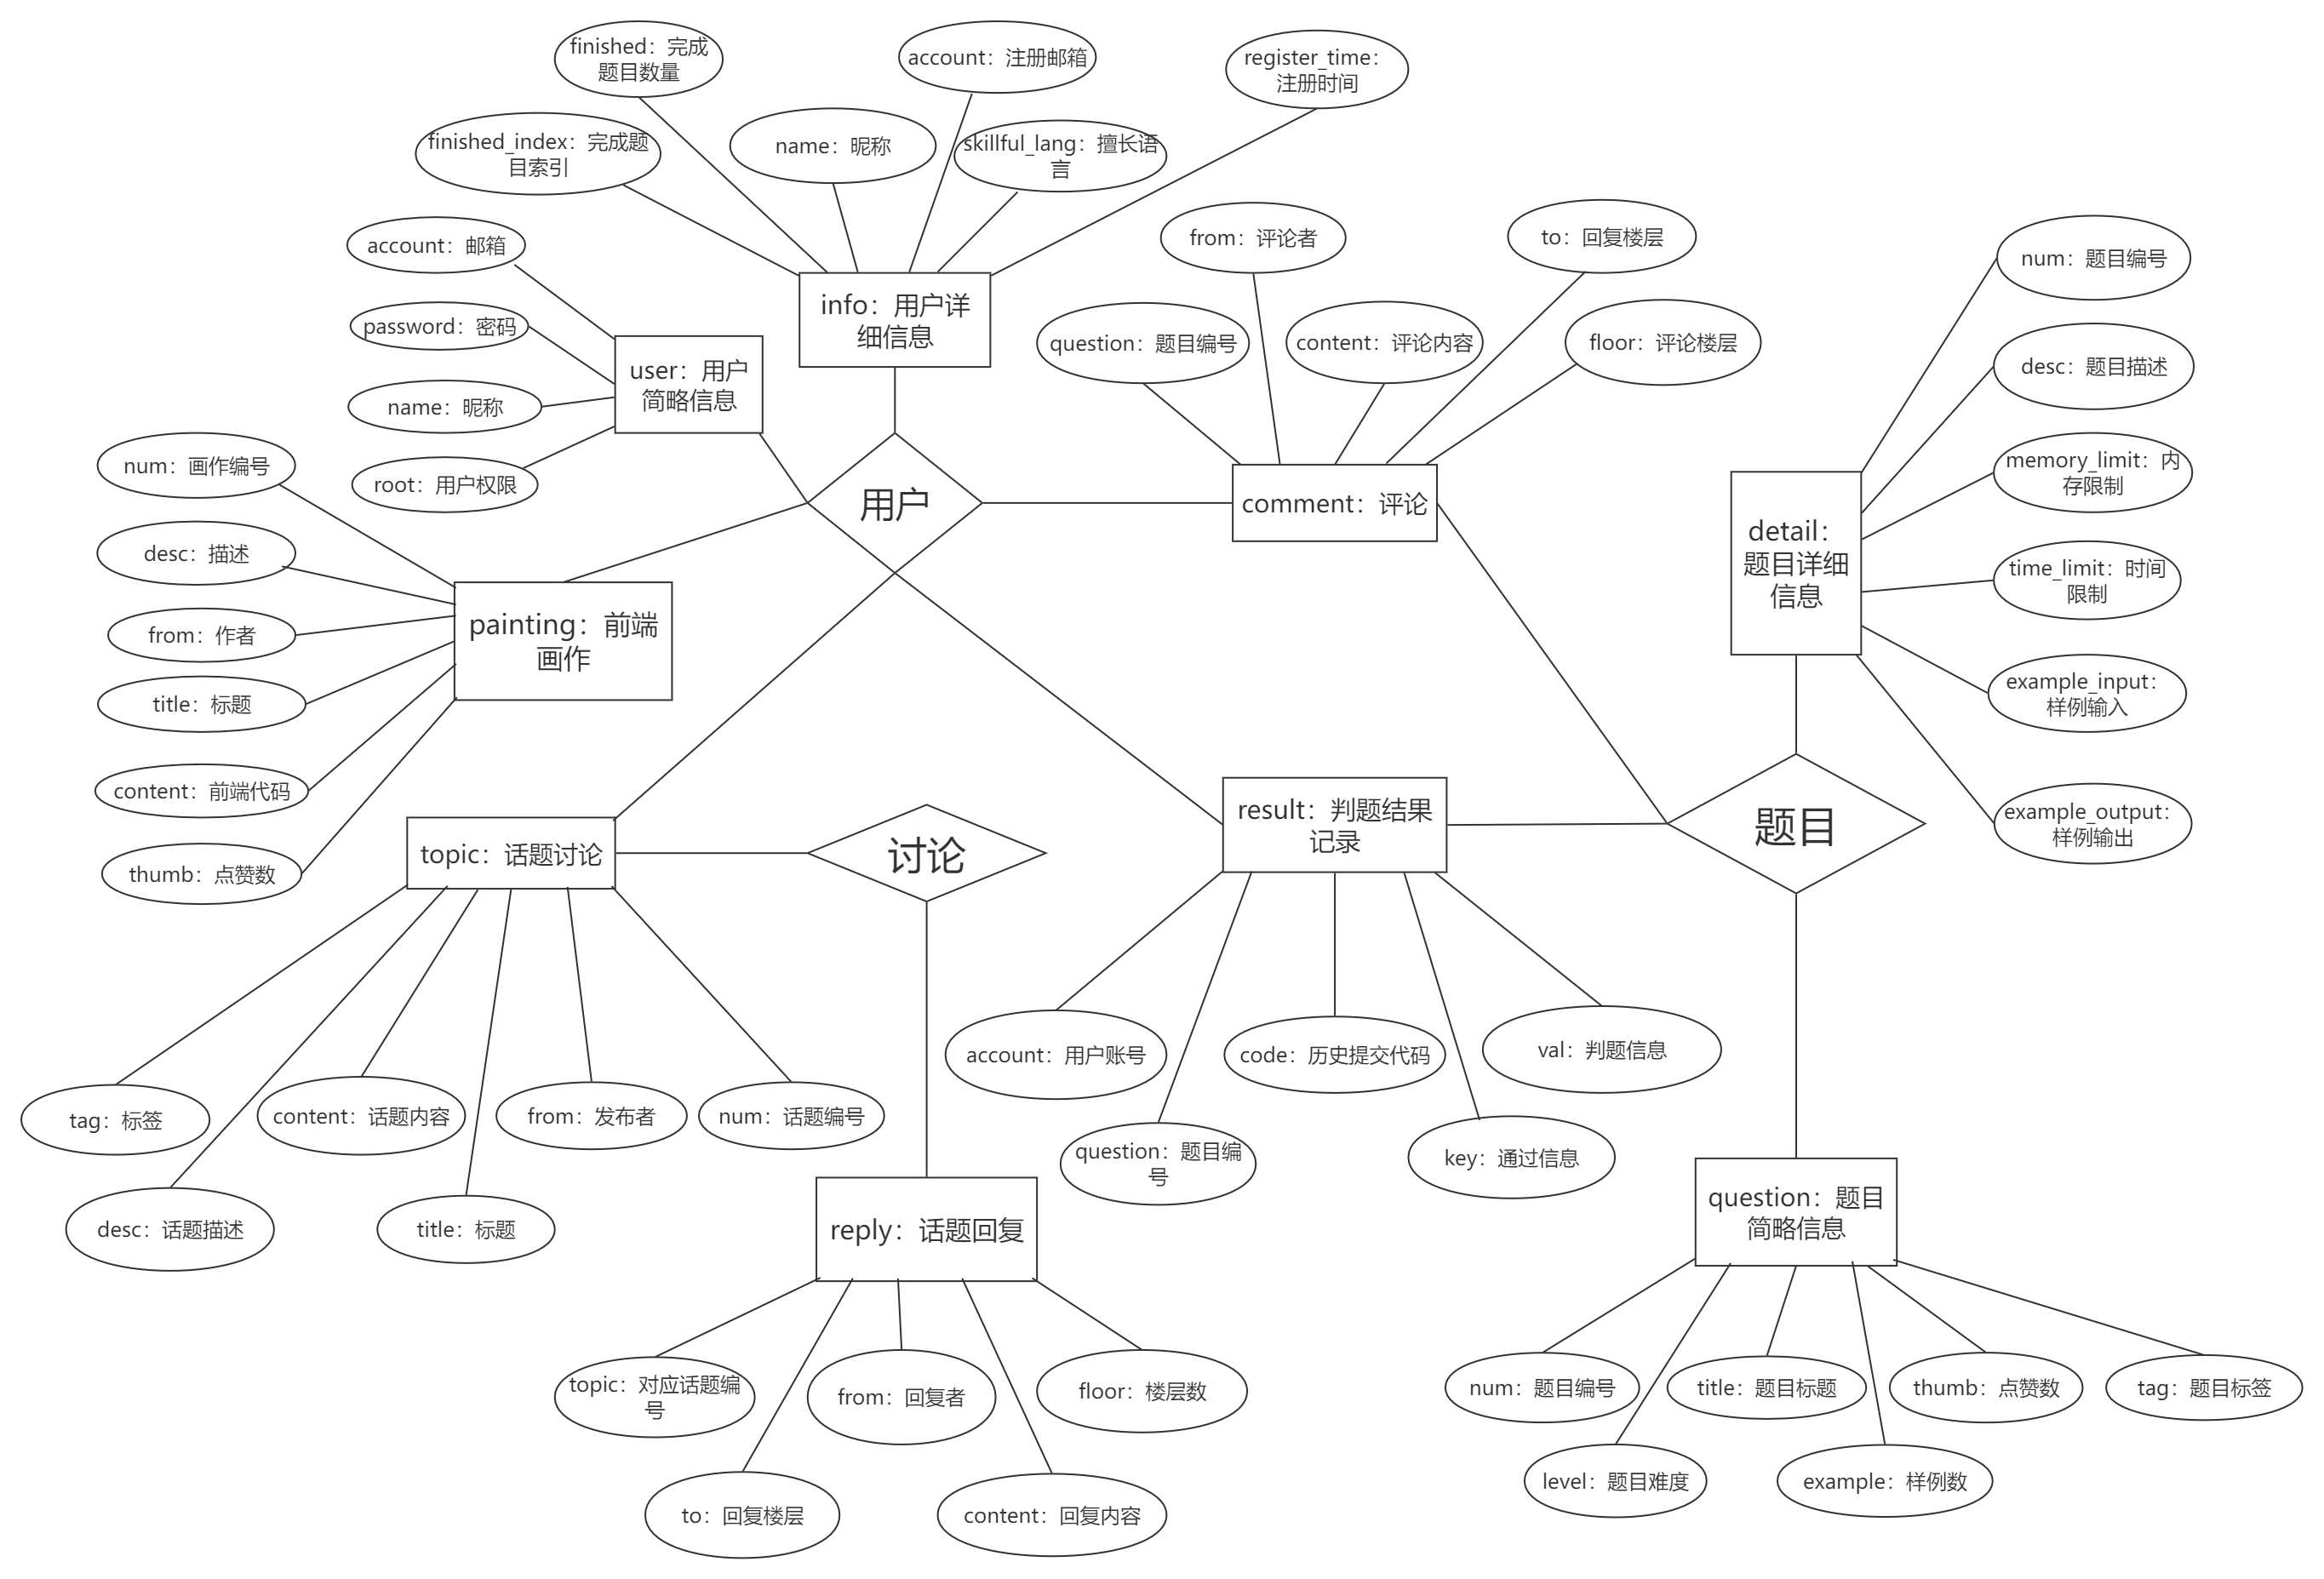 finished：完成
题目数量
account：注册邮箱
register_time：
注册时间
finished_index：完成题
目索引
name：昵称
skillful_lang：擅长语
言
account：邮箱
from：评论者
to：回复楼层
num：题目编号
info：用户详
细信息
password：密码
question：题目编号
content：评论内容
floor：评论楼层
desc：题目描述
user：用户
简略信息
name：昵称
num：画作编号
root：用户权限
用户
comment：评论
memory_limit：内
存限制
desc：描述
detail：
题目详细
信息
time_limit：时间
限制
from：作者
painting：前端
画作
title：标题
example_input：
样例输入
content：前端代码
result：判题结果
记录
题目
example_output：
样例输出
thumb：点赞数
topic：话题讨论
讨论
tag：标签
content：话题内容
from：发布者
num：话题编号
account：用户账号
code：历史提交代码
val：判题信息
question：题目编
号
key：通过信息
desc：话题描述
title：标题
reply：话题回复
question：题目
简略信息
topic：对应话题编
号
from：回复者
floor：楼层数
num：题目编号
title：题目标题
thumb：点赞数
tag：题目标签
to：回复楼层
content：回复内容
level：题目难度
example：样例数